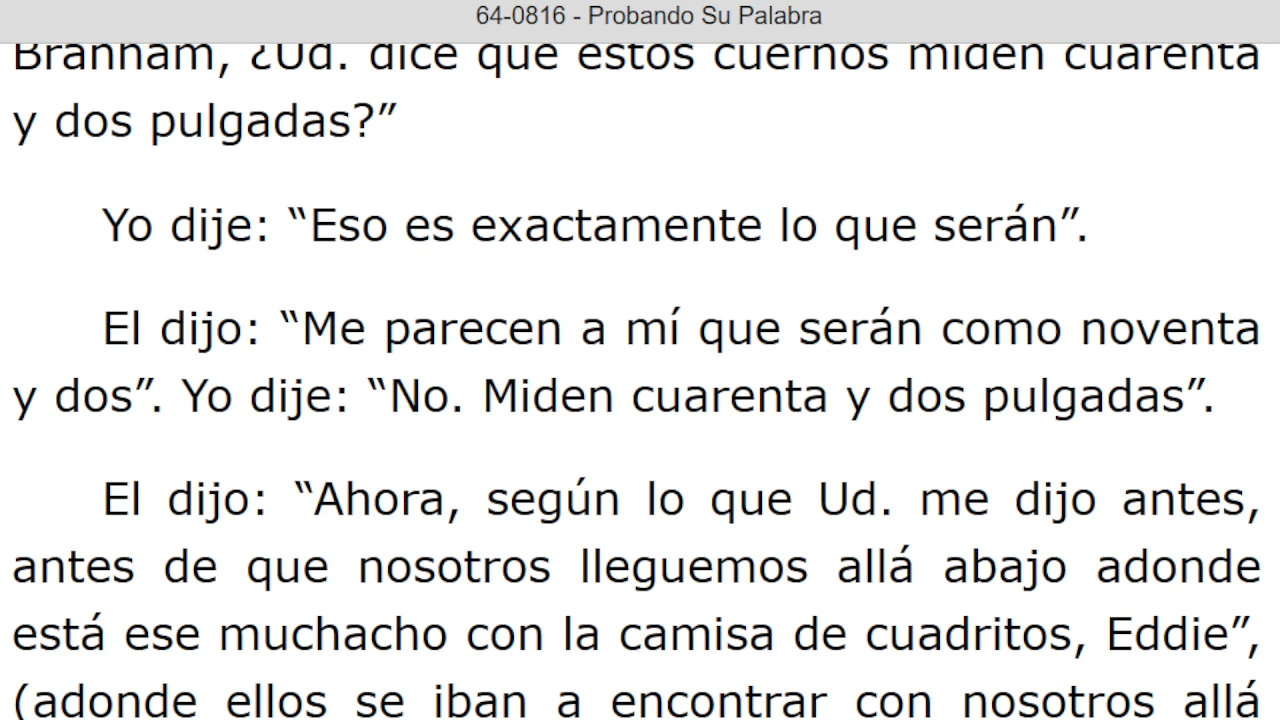 64-0816 - Probando Su Palabra
Branham, ¿Ud. dice que estos cuernos miden cuarenta
y dos pulgadas?”
Yo dije: “Eso es exactamente lo que serán”.
El dijo: “Me parecen a mí que serán como noventa
y dos”. Yo dije: “No. Miden cuarenta y dos pulgadas”.
El dijo: “Ahora, según lo que Ud. me dijo antes,
antes de que nosotros lleguemos allá abajo adonde
está ese muchacho con la camisa de cuadritos, Eddie”,
(adonde ellos se iban a encontrar con nosotros allá